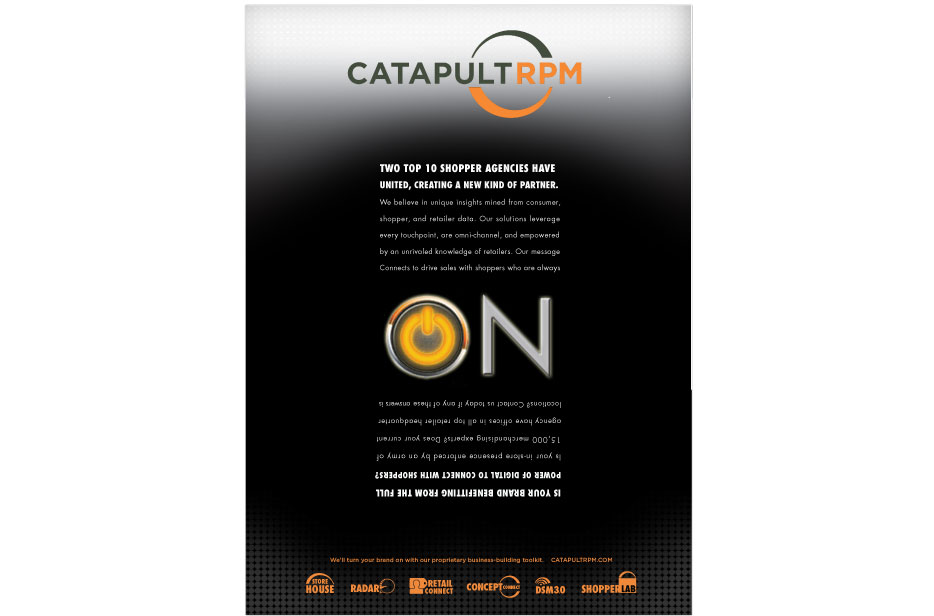 CATAPULTRPM
TWO TOP 10 SHOPPER AGENCIES HAVE
UNITED, CREATING A NEW KIND OF PARTNER.
We believe in unique insights mined from consumer,
shopper, and retailer data. Our solutions leverage
every touchpoint, are omni-channel, and empowered
by an unrivaled knowledge of retailers. Our message
Connects to drive sales with shoppers who are always
ON
IS YOUR BRAND BENEFITTING FROM THE FULL
POWER OF DIGITAL TO CONNECT WITH SHOPPERS?
Is your in-store presence enforced by an army of
15,000 merchandising experts? Does your current
agency have offices in all top retailer headquarter
locations? Contact us today if any of these answers is
We'll turn your brand on with our proprietary business-building toolkit. CATAPULTRPM.COM
STORE HOUSE
RADAR
RETAIL CONNECT
CONCEPT CONNECT
DSM30
SHOPPER LAB